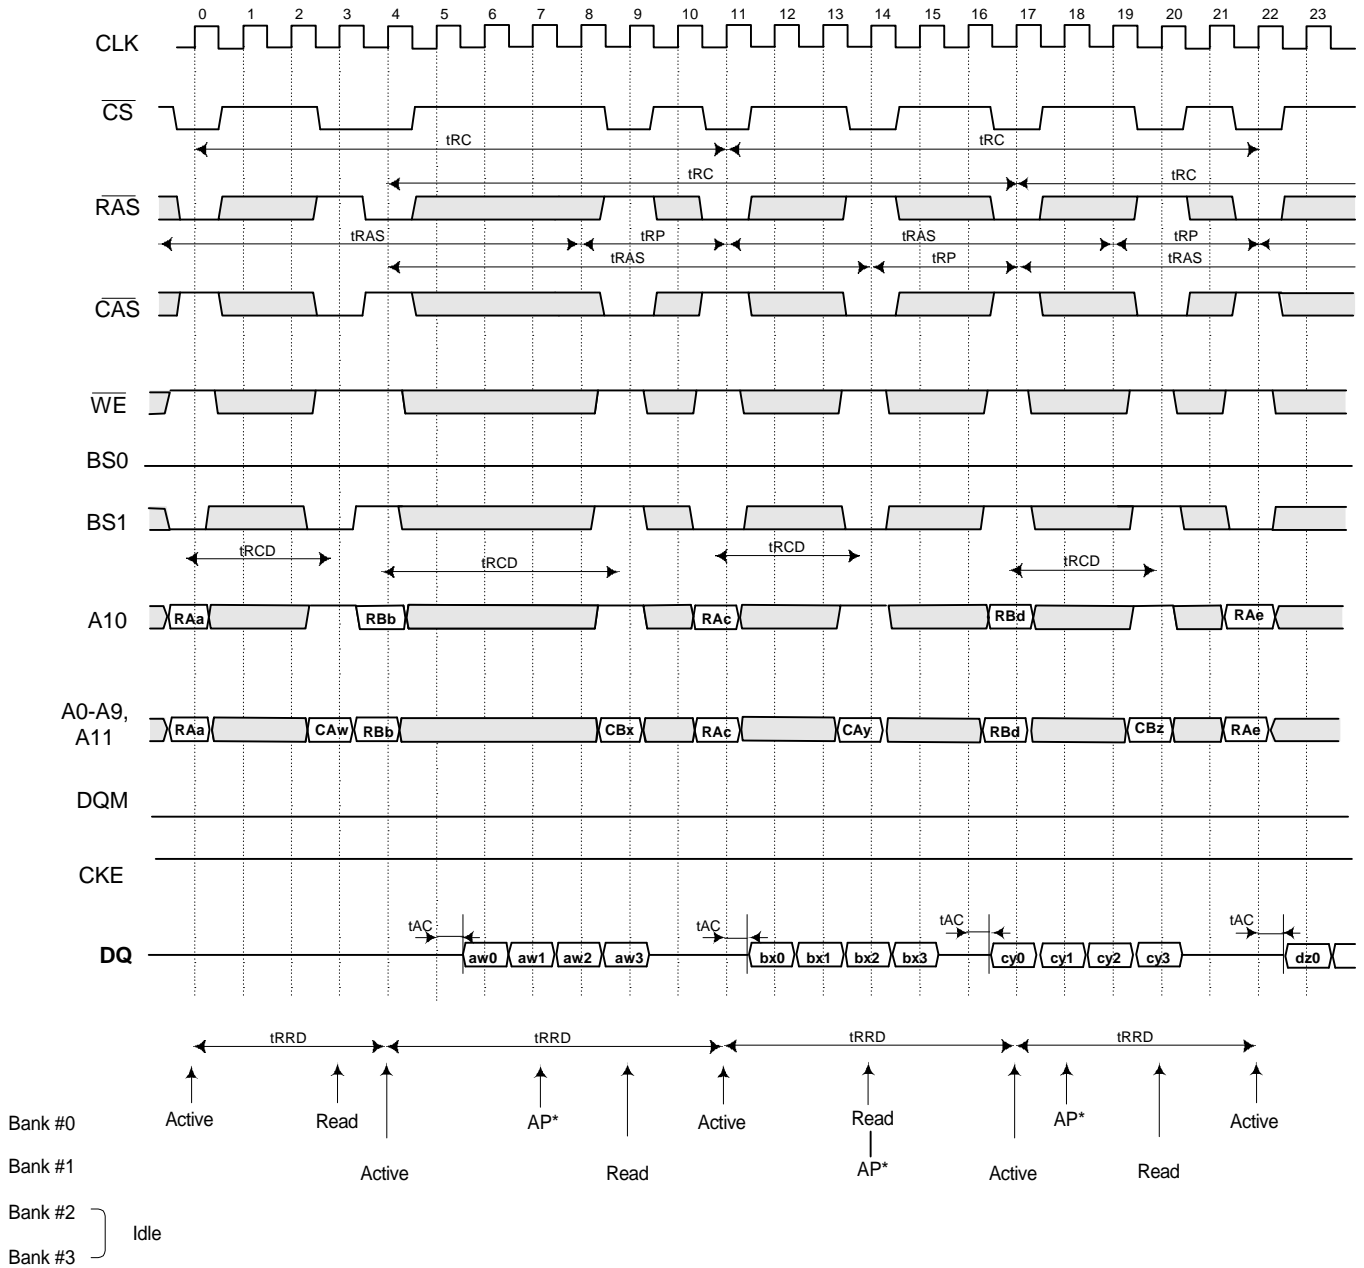 0 1 2 3 4 5 6 7 8 9 10 11 12 13 14 15 16 17 18 19 20 21 22 23
CLK
CS
tRC tRC
tRC tRC
RAS
tRAS tRP tRAS tRP
tRAS tRP tRAS
CAS
WE
BS0
BS1
tRCD tRCD tRCD tRCD
A10 RAa RBb RAc RBd RAe
A0-A9,
A11 RAa CAw RBb CBx RAc CAy RBd CBz RAe
DQM
CKE
tAC tAC tAC tAC
DQ aw0 aw1 aw2 aw3 bx0 bx1 bx2 bx3 cy0 cy1 cy2 cy3 dz0
tRRD tRRD tRRD tRRD
Bank #0 Active Read AP* Active Read AP* Active
Bank #1 Active Read AP* Active Read
Bank #2
Idle
Bank #3